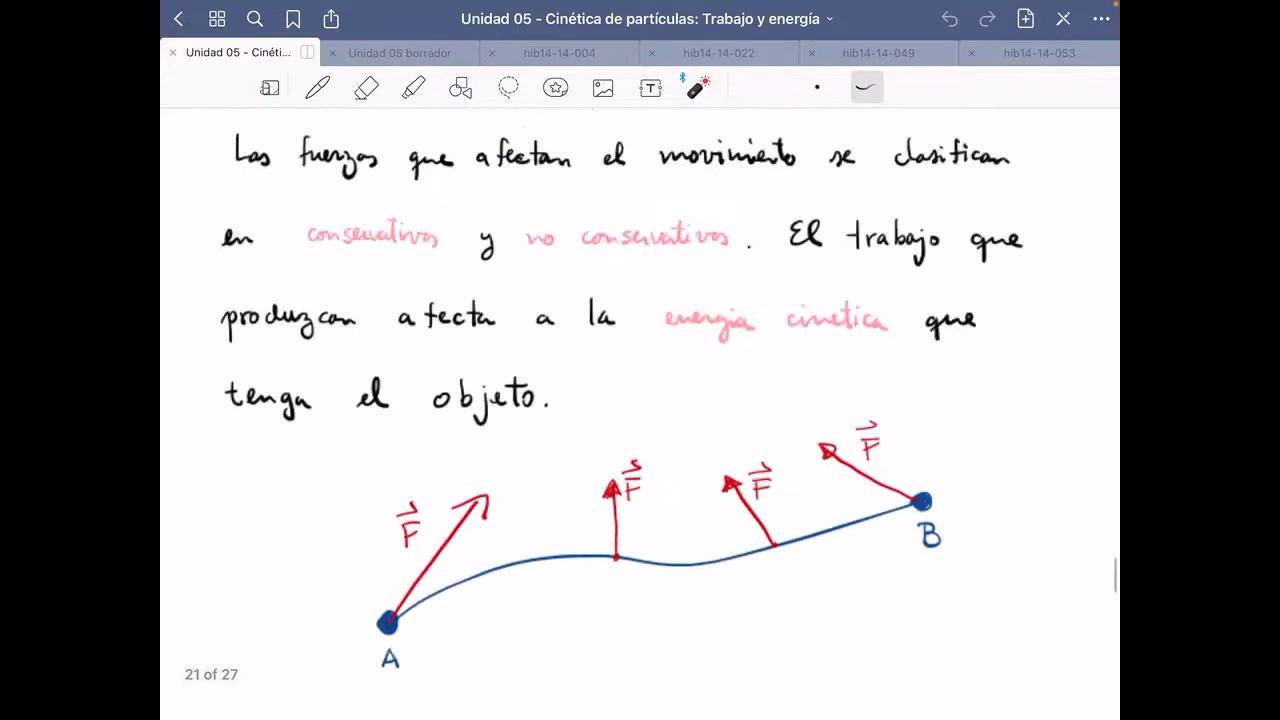 Unidad 05 - Cinética de partículas: Trabajo y energía
Unidad 05 - Cinéti...
Unidad 05 borrador
hib14-14-004
hib14-14-022
hib14-14-049
hib14-14-053
T
Las fuerzas que afectan el movimiento se clasifican
en conservativas y no conservativas. El trabajo que
produzcan afecta a la energía cinética que
tenga el objeto.
F
F
F
F
A
B
21 of 27